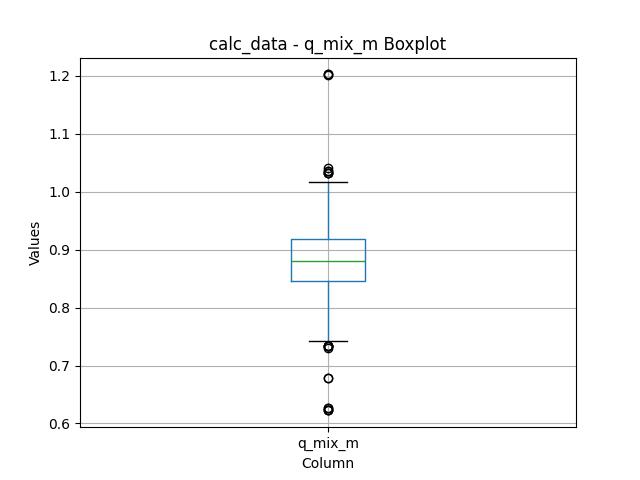 calc_data - q_mix_m Boxplot
1.2
1.1
1.0
0.9
0.8
0.7
0.6
Values
q_mix_m
Column